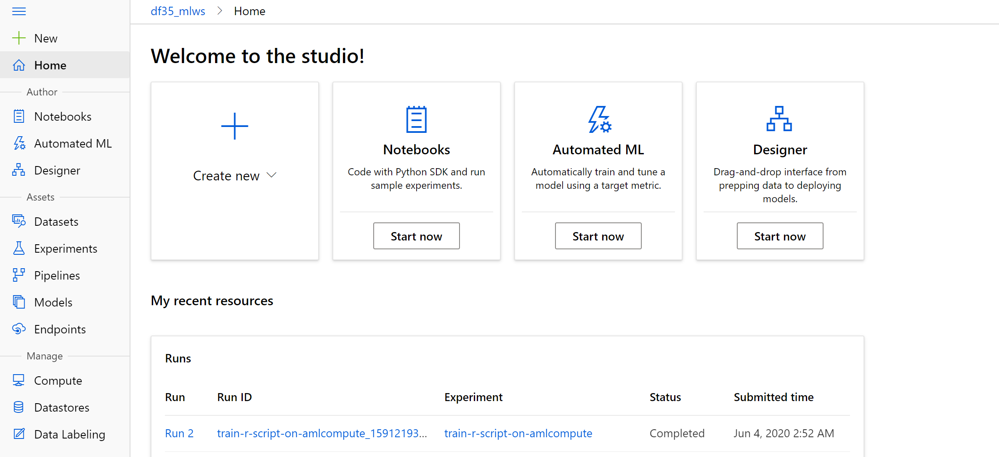 df35_mlws > Home
New
Home
Author
Notebooks
Automated ML
Designer
Assets
Datasets
Experiments
Pipelines
Models
Endpoints
Manage
Compute
Datastores
Data Labeling
Welcome to the studio!
Create new
Notebooks
Code with Python SDK and run
sample experiments.
Start now
Automated ML
Automatically train and tune a
model using a target metric.
Start now
Designer
Drag-and-drop interface from
prepping data to deploying
models.
Start now
My recent resources
Runs
Run Run ID Experiment Status Submitted time
Run 2 train-r-script-on-amlcompute_15912193... train-r-script-on-amlcompute Completed Jun 4, 2020 2:52 AM